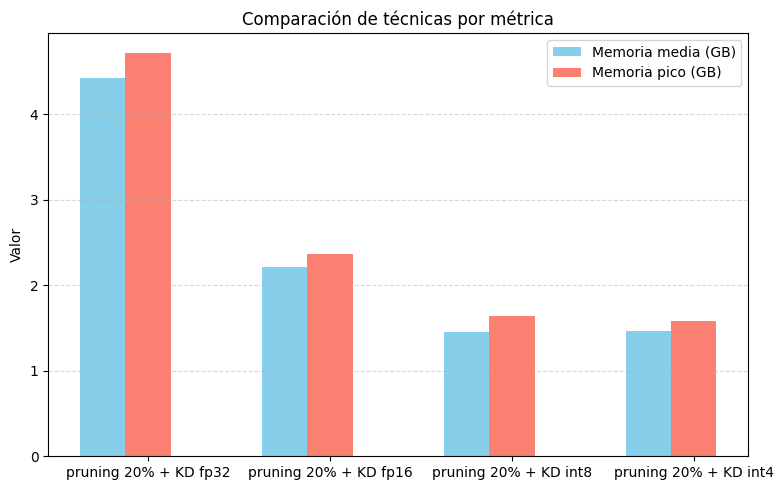 Comparación de técnicas por métrica
Memoria media (GB)
Memoria pico (GB)
Valor
4
3
2
1
0
pruning 20% + KD fp32
pruning 20% + KD fp16
pruning 20% + KD int8
pruning 20% + KD int4